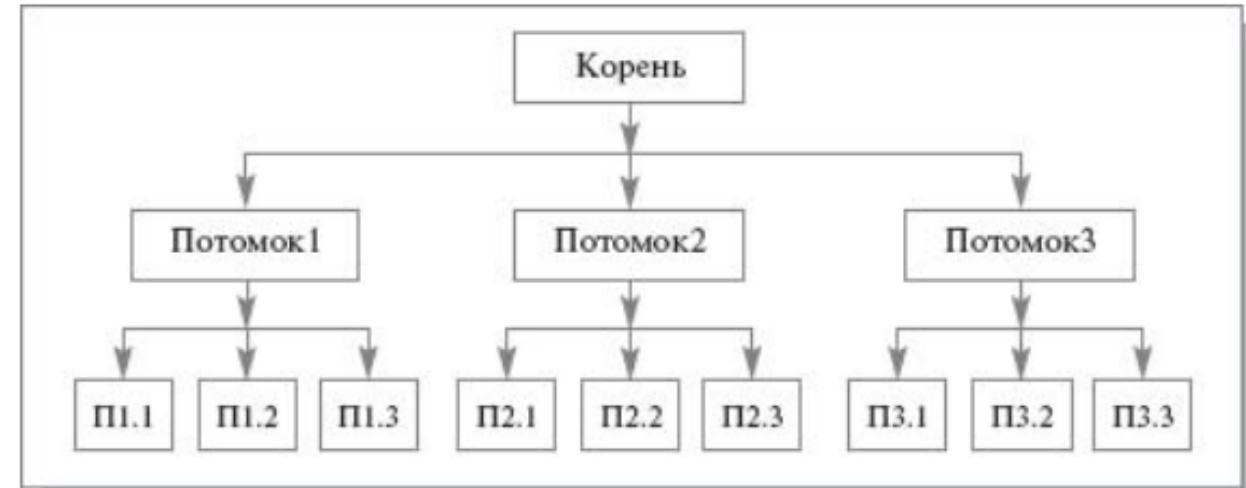 Корень
Потомок1 Потомок2 Потомок3
П1.1 П1.2 П1.3 П2.1 П2.2 П2.3 П3.1 П3.2 П3.3